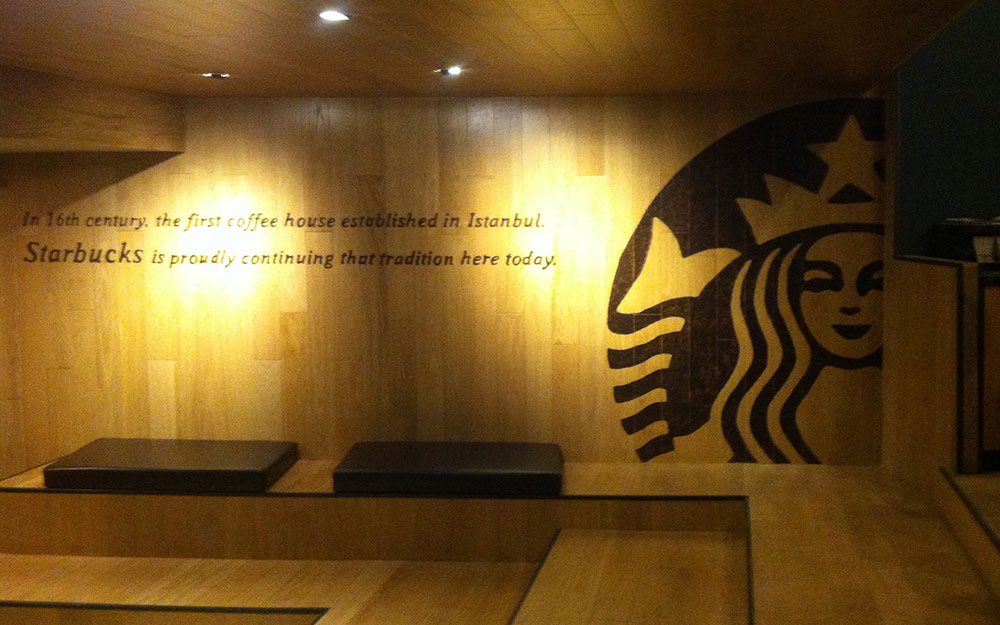 In 16th century, the first coffee house established in Istanbul.
Starbucks is proudly continuing that tradition here today.